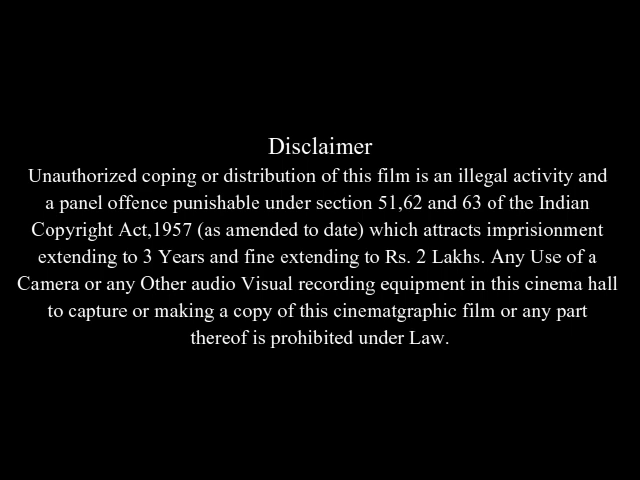 Disclaimer
Unauthorized coping or distribution of this film is an illegal activity and
a panel offence punishable under section 51,62 and 63 of the Indian
Copyright Act,1957 (as amended to date) which attracts imprisionment
extending to 3 Years and fine extending to Rs. 2 Lakhs. Any Use of a
Camera or any Other audio Visual recording equipment in this cinema hall
to capture or making a copy of this cinematgraphic film or any part
thereof is prohibited under Law.